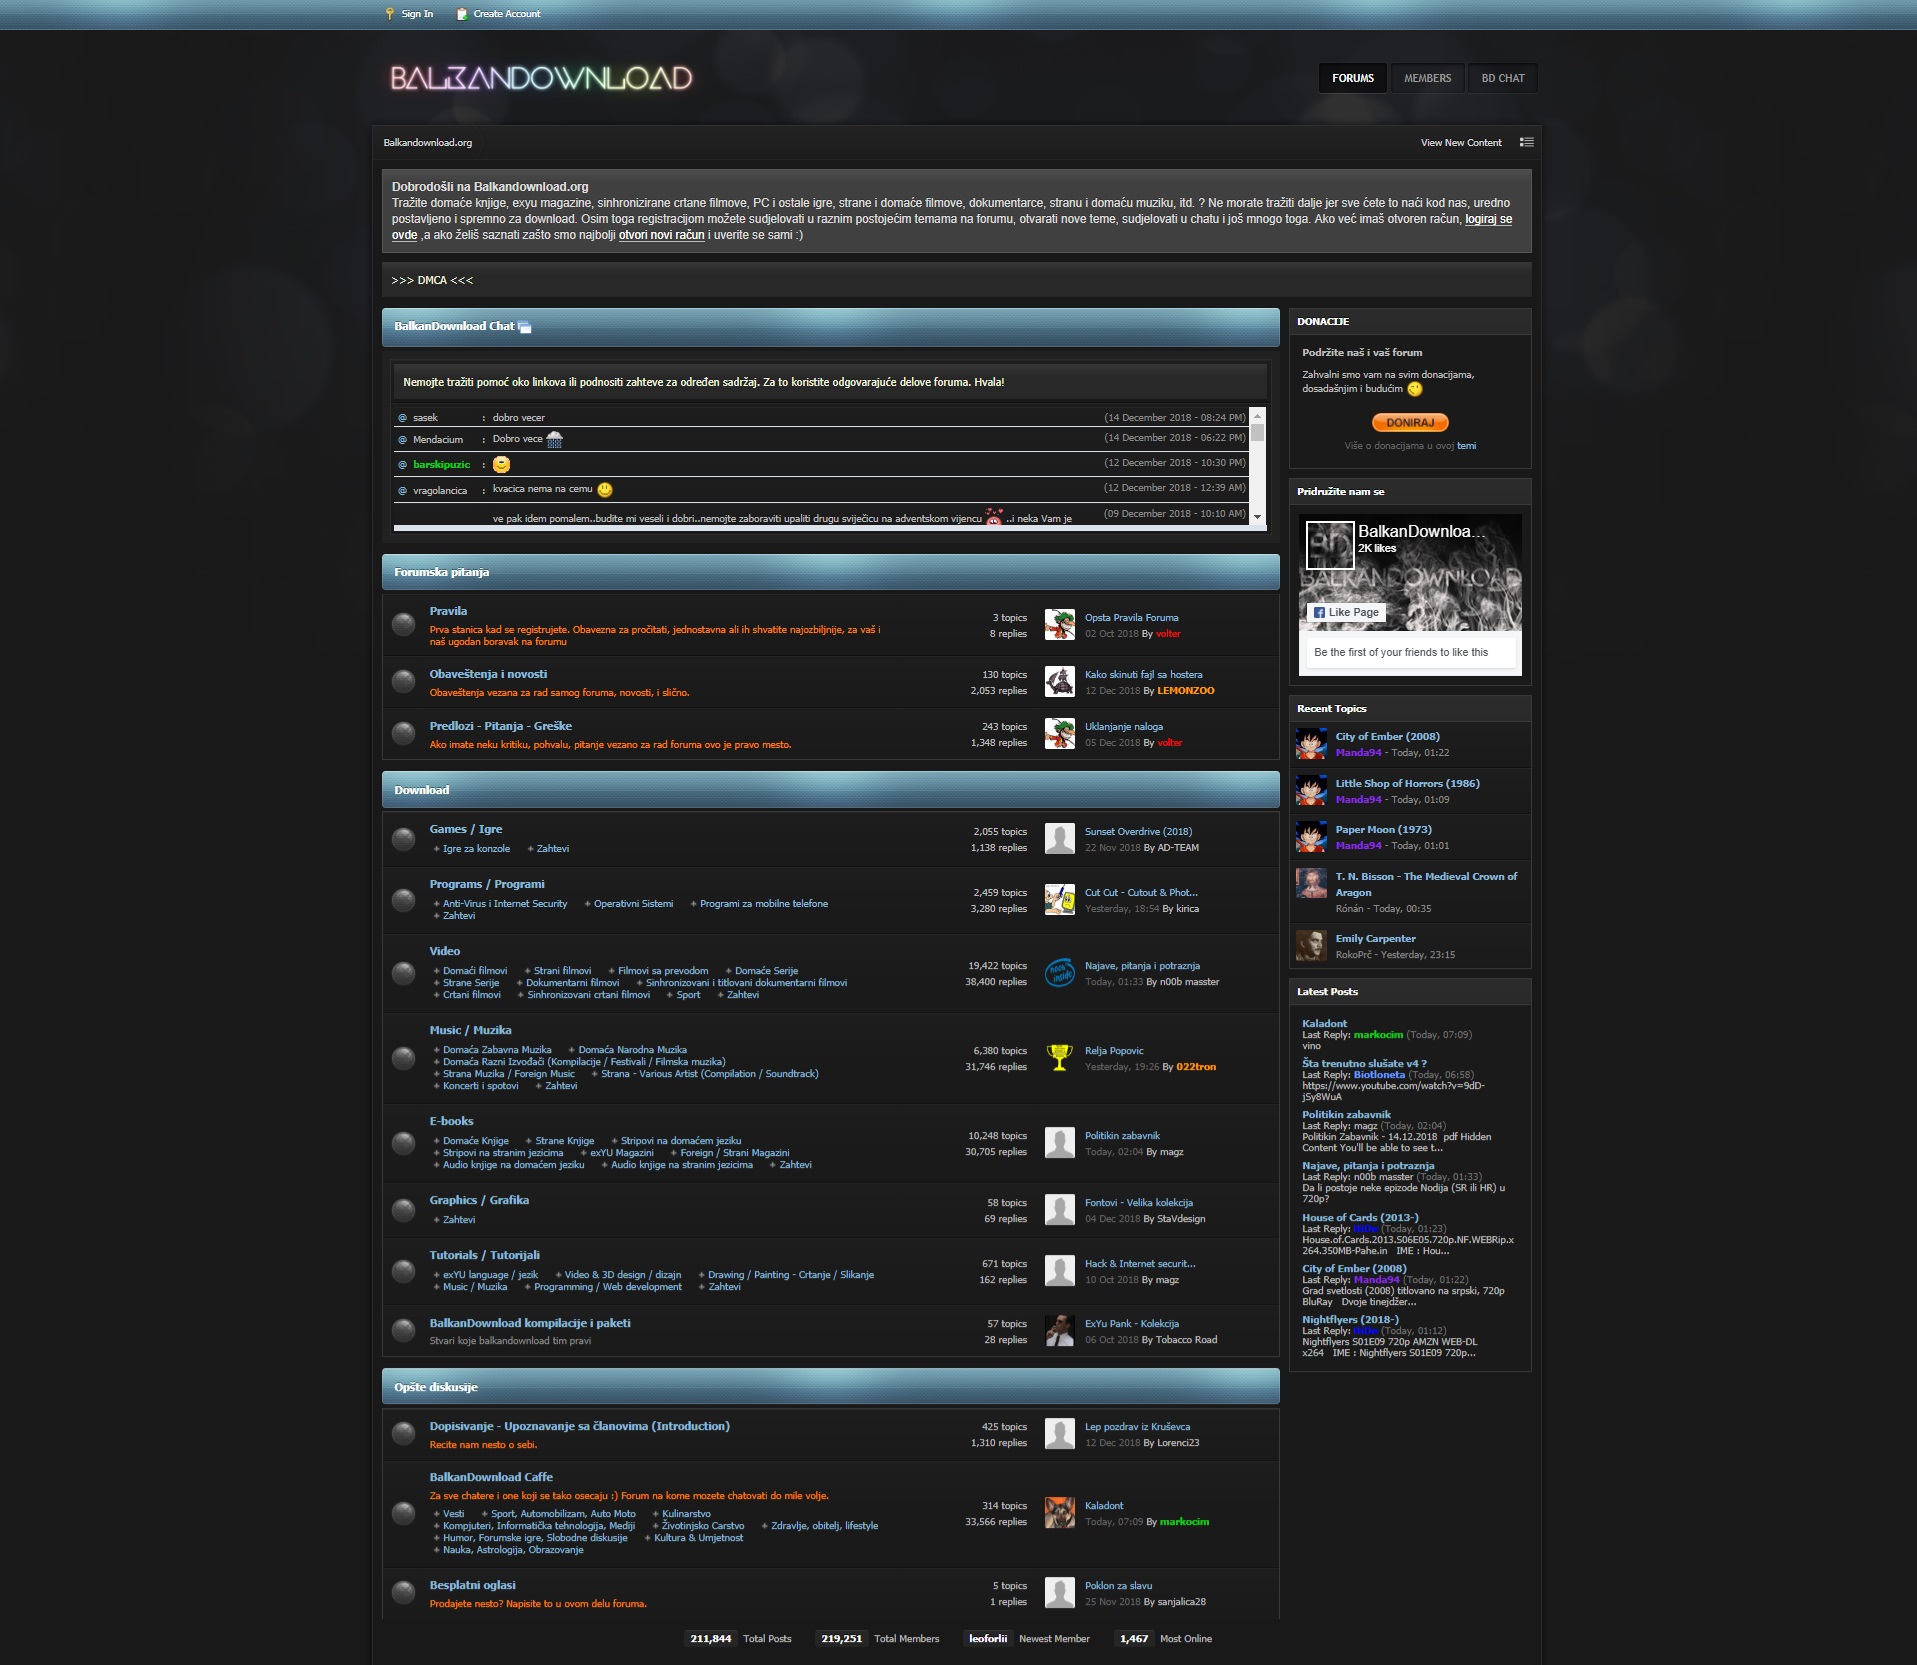 Sign In
Create Account
BALKANDOWNLOAD
FORUMS
MEMBERS
BD CHAT
Balkandownload.org
View New Content
Dobrodošli na Balkandownload.org
Tražite domaće knjige, exyu magazine, sinhronizirane crtane filmove, PC i ostale igre, strane i domaće filmove, dokumentarce, stranu i domaću muziku, itd. ? Ne morate tražiti dalje jer sve ćete to naći kod nas, uredno
postavljeno i spremno za download. Osim toga registracijom možete sudjelovati u raznim postojećim temama na forumu, otvarati nove teme, sudjelovati u chatu i još mnogo toga. Ako već imaš otvoren račun, logiraj se
ovde ,a ako želiš saznati zašto smo najbolji otvori novi račun i uverite se sami :)
>>> DMCA <<<
BalkanDownload Chat
Nemojte tražiti pomoć oko linkova ili podnositi zahteve za određen sadržaj. Za to koristite odgovarajuće delove foruma. Hvala!
@ sasek : dobro vecer (14 December 2018 - 08:24 PM)
@ Mendacium : Dobro vece (14 December 2018 - 06:22 PM)
@ barskipuzic : (12 December 2018 - 10:30 PM)
@ vragolancica : kvacica nema na cemu (12 December 2018 - 12:39 AM)
ve pak idem pomalem..budite mi veseli i dobri..nemojte zaboraviti upaliti drugu sviječicu na adventskom vijencu ..i neka Vam je (09 December 2018 - 10:10 AM)
Forumska pitanja
Pravila
Prva stanica kad se registrujete. Obavezna za pročitati, jednostavna ali ih shvatite najozbiljnije, za vaš i
naš ugodan boravak na forumu
3 topics
8 replies
Opsta Pravila Foruma
02 Oct 2018 By volter
Obaveštenja i novosti
Obaveštenja vezana za rad samog foruma, novosti, i slično.
130 topics
2,053 replies
Kako skinuti fajl sa hostera
12 Dec 2018 By LEMONZOO
Predlozi - Pitanja - Greške
Ako imate neku kritiku, pohvalu, pitanje vezano za rad foruma ovo je pravo mesto.
243 topics
1,348 replies
Uklanjanje naloga
05 Dec 2018 By volter
Download
Games / Igre
Igre za konzole Zahtevi
2,055 topics
1,138 replies
Sunset Overdrive (2018)
22 Nov 2018 By AD-TEAM
Programs / Programi
Anti-Virus i Internet Security Operativni Sistemi Programi za mobilne telefone
Zahtevi
2,459 topics
3,280 replies
Cut Cut - Cutout & Phot...
Yesterday, 18:54 By kirica
Video
Domaći filmovi Strani filmovi Filmovi sa prevodom Domaće Serije
Strane Serije Dokumentarni filmovi Sinhronizovani i titlovani dokumentarni filmovi
Crtani filmovi Sinhronizovani crtani filmovi Sport Zahtevi
19,422 topics
38,400 replies
n00b inside
Najave, pitanja i potraznja
Today, 01:33 By n00b masster
Music / Muzika
Domaća Zabavna Muzika Domaća Narodna Muzika
Domaća Razni Izvođači (Kompilacije / Festivali / Filmska muzika)
Strana Muzika / Foreign Music Strana - Various Artist (Compilation / Soundtrack)
Koncerti i spotovi Zahtevi
6,380 topics
31,746 replies
Relja Popovic
Yesterday, 19:26 By 022tron
E-books
Domaće Knjige Strane Knjige Stripovi na domaćem jeziku
Stripovi na stranim jezicima exYU Magazini Foreign / Strani Magazini
Audio knjige na domaćem jeziku Audio knjige na stranim jezicima Zahtevi
10,248 topics
30,705 replies
Politikin zabavnik
Today, 02:04 By magz
Graphics / Grafika
Zahtevi
58 topics
69 replies
Fontovi - Velika kolekcija
04 Dec 2018 By StaVdesign
Tutorials / Tutorijali
exYU language / jezik Video & 3D design / dizajn Drawing / Painting - Crtanje / Slikanje
Music / Muzika Programming / Web development Zahtevi
671 topics
162 replies
Hack & Internet securit...
10 Oct 2018 By magz
BalkanDownload kompilacije i paketi
Stvari koje balkandownload tim pravi
57 topics
28 replies
ExYu Pank - Kolekcija
06 Oct 2018 By Tobacco Road
Opšte diskusije
Dopisivanje - Upoznavanje sa članovima (Introduction)
Recite nam nesto o sebi.
425 topics
1,310 replies
Lep pozdrav iz Kruševca
12 Dec 2018 By Lorenci23
BalkanDownload Caffe
Za sve chatere i one koji se tako osecaju :) Forum na kome mozete chatovati do mile volje.
Vesti Sport, Automobilizam, Auto Moto Kulinarstvo
Kompjuteri, Informatička tehnologija, Mediji Životinjsko Carstvo Zdravlje, obitelj, lifestyle
Humor, Forumske igre, Slobodne diskusije Kultura & Umjetnost
Nauka, Astrologija, Obrazovanje
314 topics
33,566 replies
Kaladont
Today, 07:09 By markocim
Besplatni oglasi
Prodajete nesto? Napisite to u ovom delu foruma.
5 topics
1 replies
Poklon za slavu
25 Nov 2018 By sanjalica28
211,844 Total Posts 219,251 Total Members leoforlii Newest Member 1,467 Most Online
DONACIJE
Podržite naš i vaš forum
Zahvalni smo vam na svim donacijama,
dosadašnjim i budućim
DONIRAJ
Više o donacijama u ovoj temi
Pridružite nam se
BD
BalkanDownloa...
2K likes
BALKANDOWNLOAD
Like Page
Be the first of your friends to like this
Recent Topics
City of Ember (2008)
Manda94 - Today, 01:22
Little Shop of Horrors (1986)
Manda94 - Today, 01:09
Paper Moon (1973)
Manda94 - Today, 01:01
T. N. Bisson - The Medieval Crown of
Aragon
Rónán - Today, 00:35
Emily Carpenter
RokoPrč - Yesterday, 23:15
Latest Posts
Kaladont
Last Reply: markocim (Today, 07:09)
vino
Šta trenutno slušate v4 ?
Last Reply: Biotloneta (Today, 06:58)
https://www.youtube.com/watch?v=9dD-
jSy8WuA
Politikin zabavnik
Last Reply: magz (Today, 02:04)
Politikin Zabavnik - 14.12.2018 pdf Hidden
Content You'll be able to see t...
Najave, pitanja i potraznja
Last Reply: n00b masster (Today, 01:33)
Da li postoje neke epizode Nodija (SR ili HR) u
720p?
House of Cards (2013-)
Last Reply: (Today, 01:23)
House.of.Cards.2013.S06E05.720p.NF.WEBRip.x
264.350MB-Pahe.in IME : Hou...
City of Ember (2008)
Last Reply: Manda94 (Today, 01:22)
Grad svetlosti (2008) titlovano na srpski, 720p
BluRay Dvoje tinejdžer...
Nightflyers (2018-)
Last Reply: (Today, 01:12)
Nightflyers S01E09 720p AMZN WEB-DL
x264 IME : Nightflyers S01E09 720p...